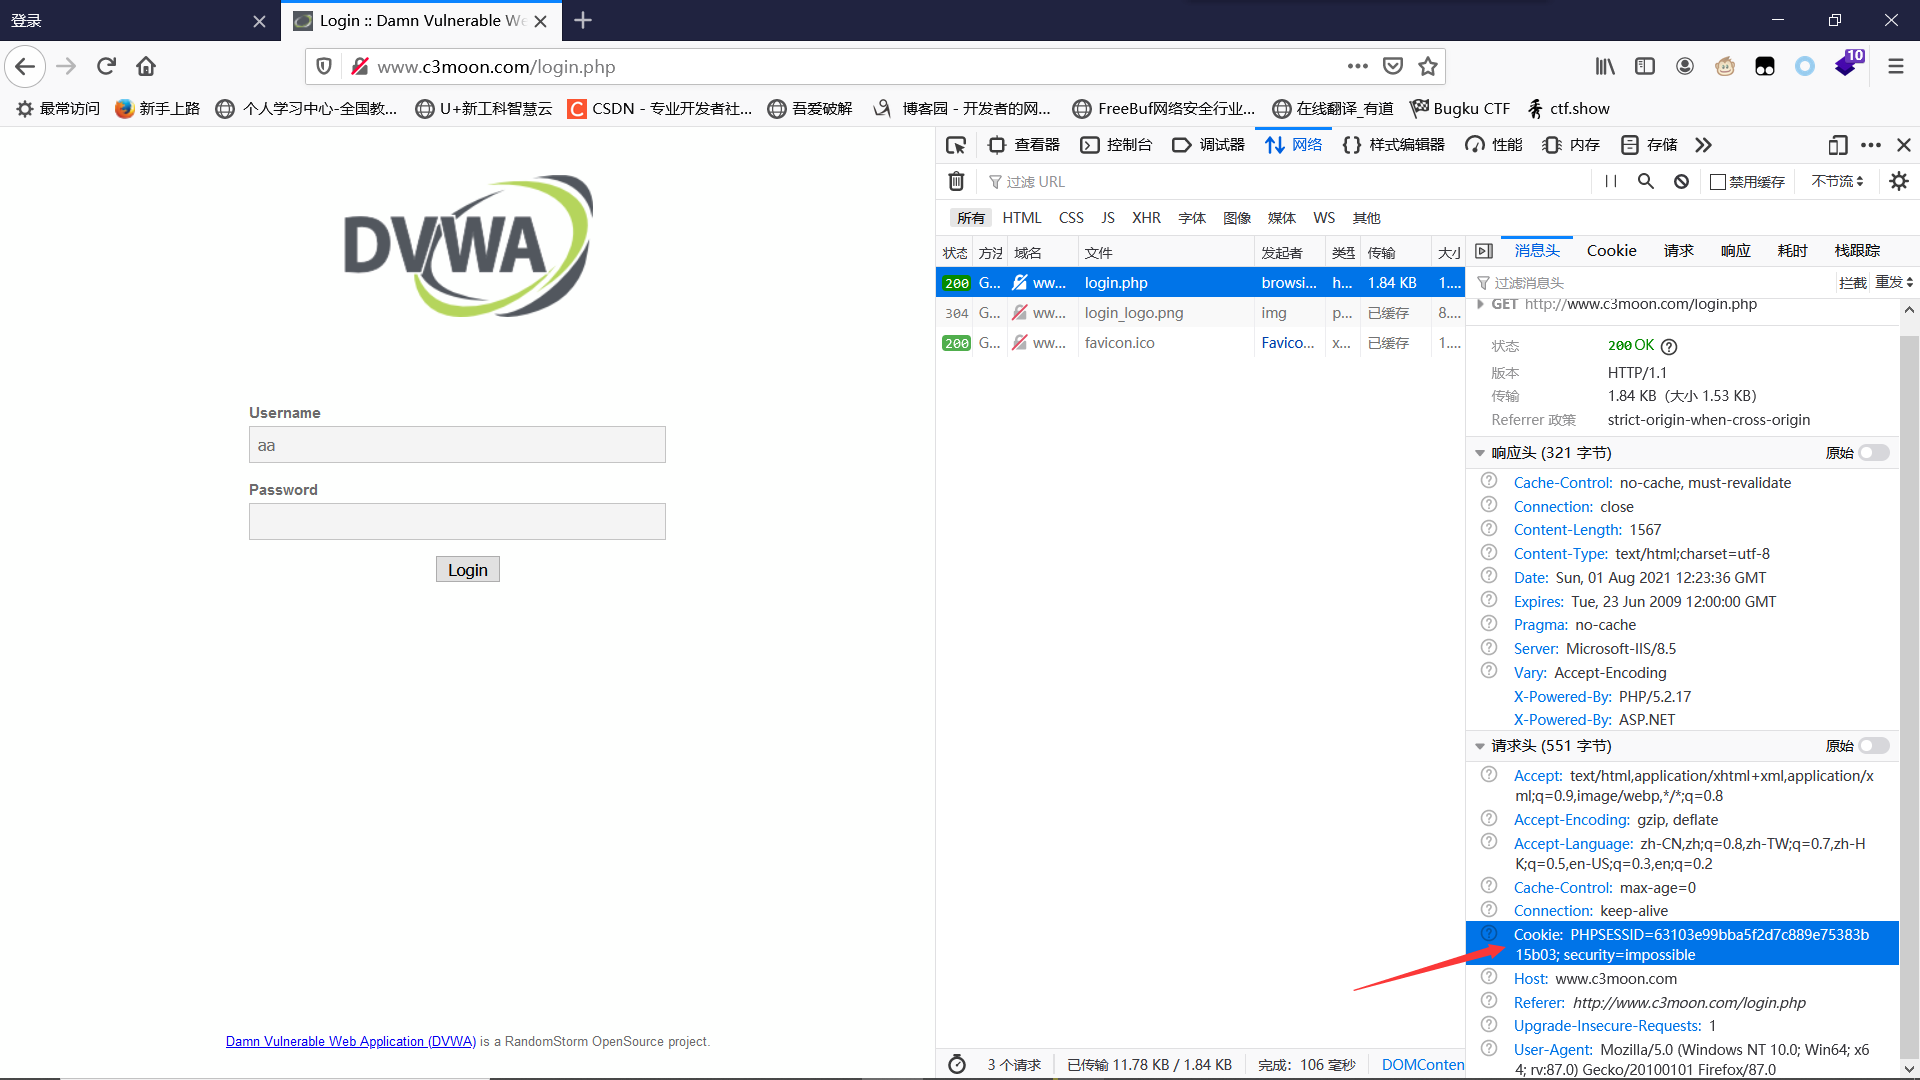 登录
Login :: Damn Vulnerable We
www.c3moon.com/login.php
10
最常访问 新手上路 个人学习中心-全国教... U+新工科智慧云 CSDN - 专业开发者社... 吾爱破解 博客园 - 开发者的网... FreeBuf网络安全行业... 在线翻译_有道 Bugku CTF ctf.show
查看器 控制台 调试器 网络 样式编辑器 性能 内存 存储
过滤 URL 禁用缓存 不节流
所有 HTML CSS JS XHR 字体 图像 媒体 WS 其他
状态 方法 域名 文件 发起者 类型 传输 大小
200 G... ww... login.php browsi... h... 1.84 KB 1....
304 G... ww... login_logo.png img p... 已缓存 8....
200 G... ww... favicon.ico Favico... x... 已缓存 1....
消息头 Cookie 请求 响应 耗时 栈跟踪
过滤消息头 拦截 重发
GET http://www.c3moon.com/login.php
状态 200 OK
版本 HTTP/1.1
传输 1.84 KB (大小 1.53 KB)
Referrer 政策 strict-origin-when-cross-origin
响应头 (321 字节) 原始
Cache-Control: no-cache, must-revalidate
Connection: close
Content-Length: 1567
Content-Type: text/html;charset=utf-8
Date: Sun, 01 Aug 2021 12:23:36 GMT
Expires: Tue, 23 Jun 2009 12:00:00 GMT
Pragma: no-cache
Server: Microsoft-IIS/8.5
Vary: Accept-Encoding
X-Powered-By: PHP/5.2.17
X-Powered-By: ASP.NET
请求头 (551 字节) 原始
Accept: text/html,application/xhtml+xml,application/x
ml;q=0.9,image/webp,*/*;q=0.8
Accept-Encoding: gzip, deflate
Accept-Language: zh-CN,zh;q=0.8,zh-TW;q=0.7,zh-H
K;q=0.5,en-US;q=0.3,en;q=0.2
Cache-Control: max-age=0
Connection: keep-alive
Cookie: PHPSESSID=63103e99bba5f2d7c889e75383b
15b03; security=impossible
Host: www.c3moon.com
Referer: http://www.c3moon.com/login.php
Upgrade-Insecure-Requests: 1
User-Agent: Mozilla/5.0 (Windows NT 10.0; Win64; x6
4; rv:87.0) Gecko/20100101 Firefox/87.0
3 个请求 已传输 11.78 KB / 1.84 KB 完成：106 毫秒 DOMConten
DVWA
Username
aa
Password
Login
Damn Vulnerable Web Application (DVWA) is a RandomStorm OpenSource project.